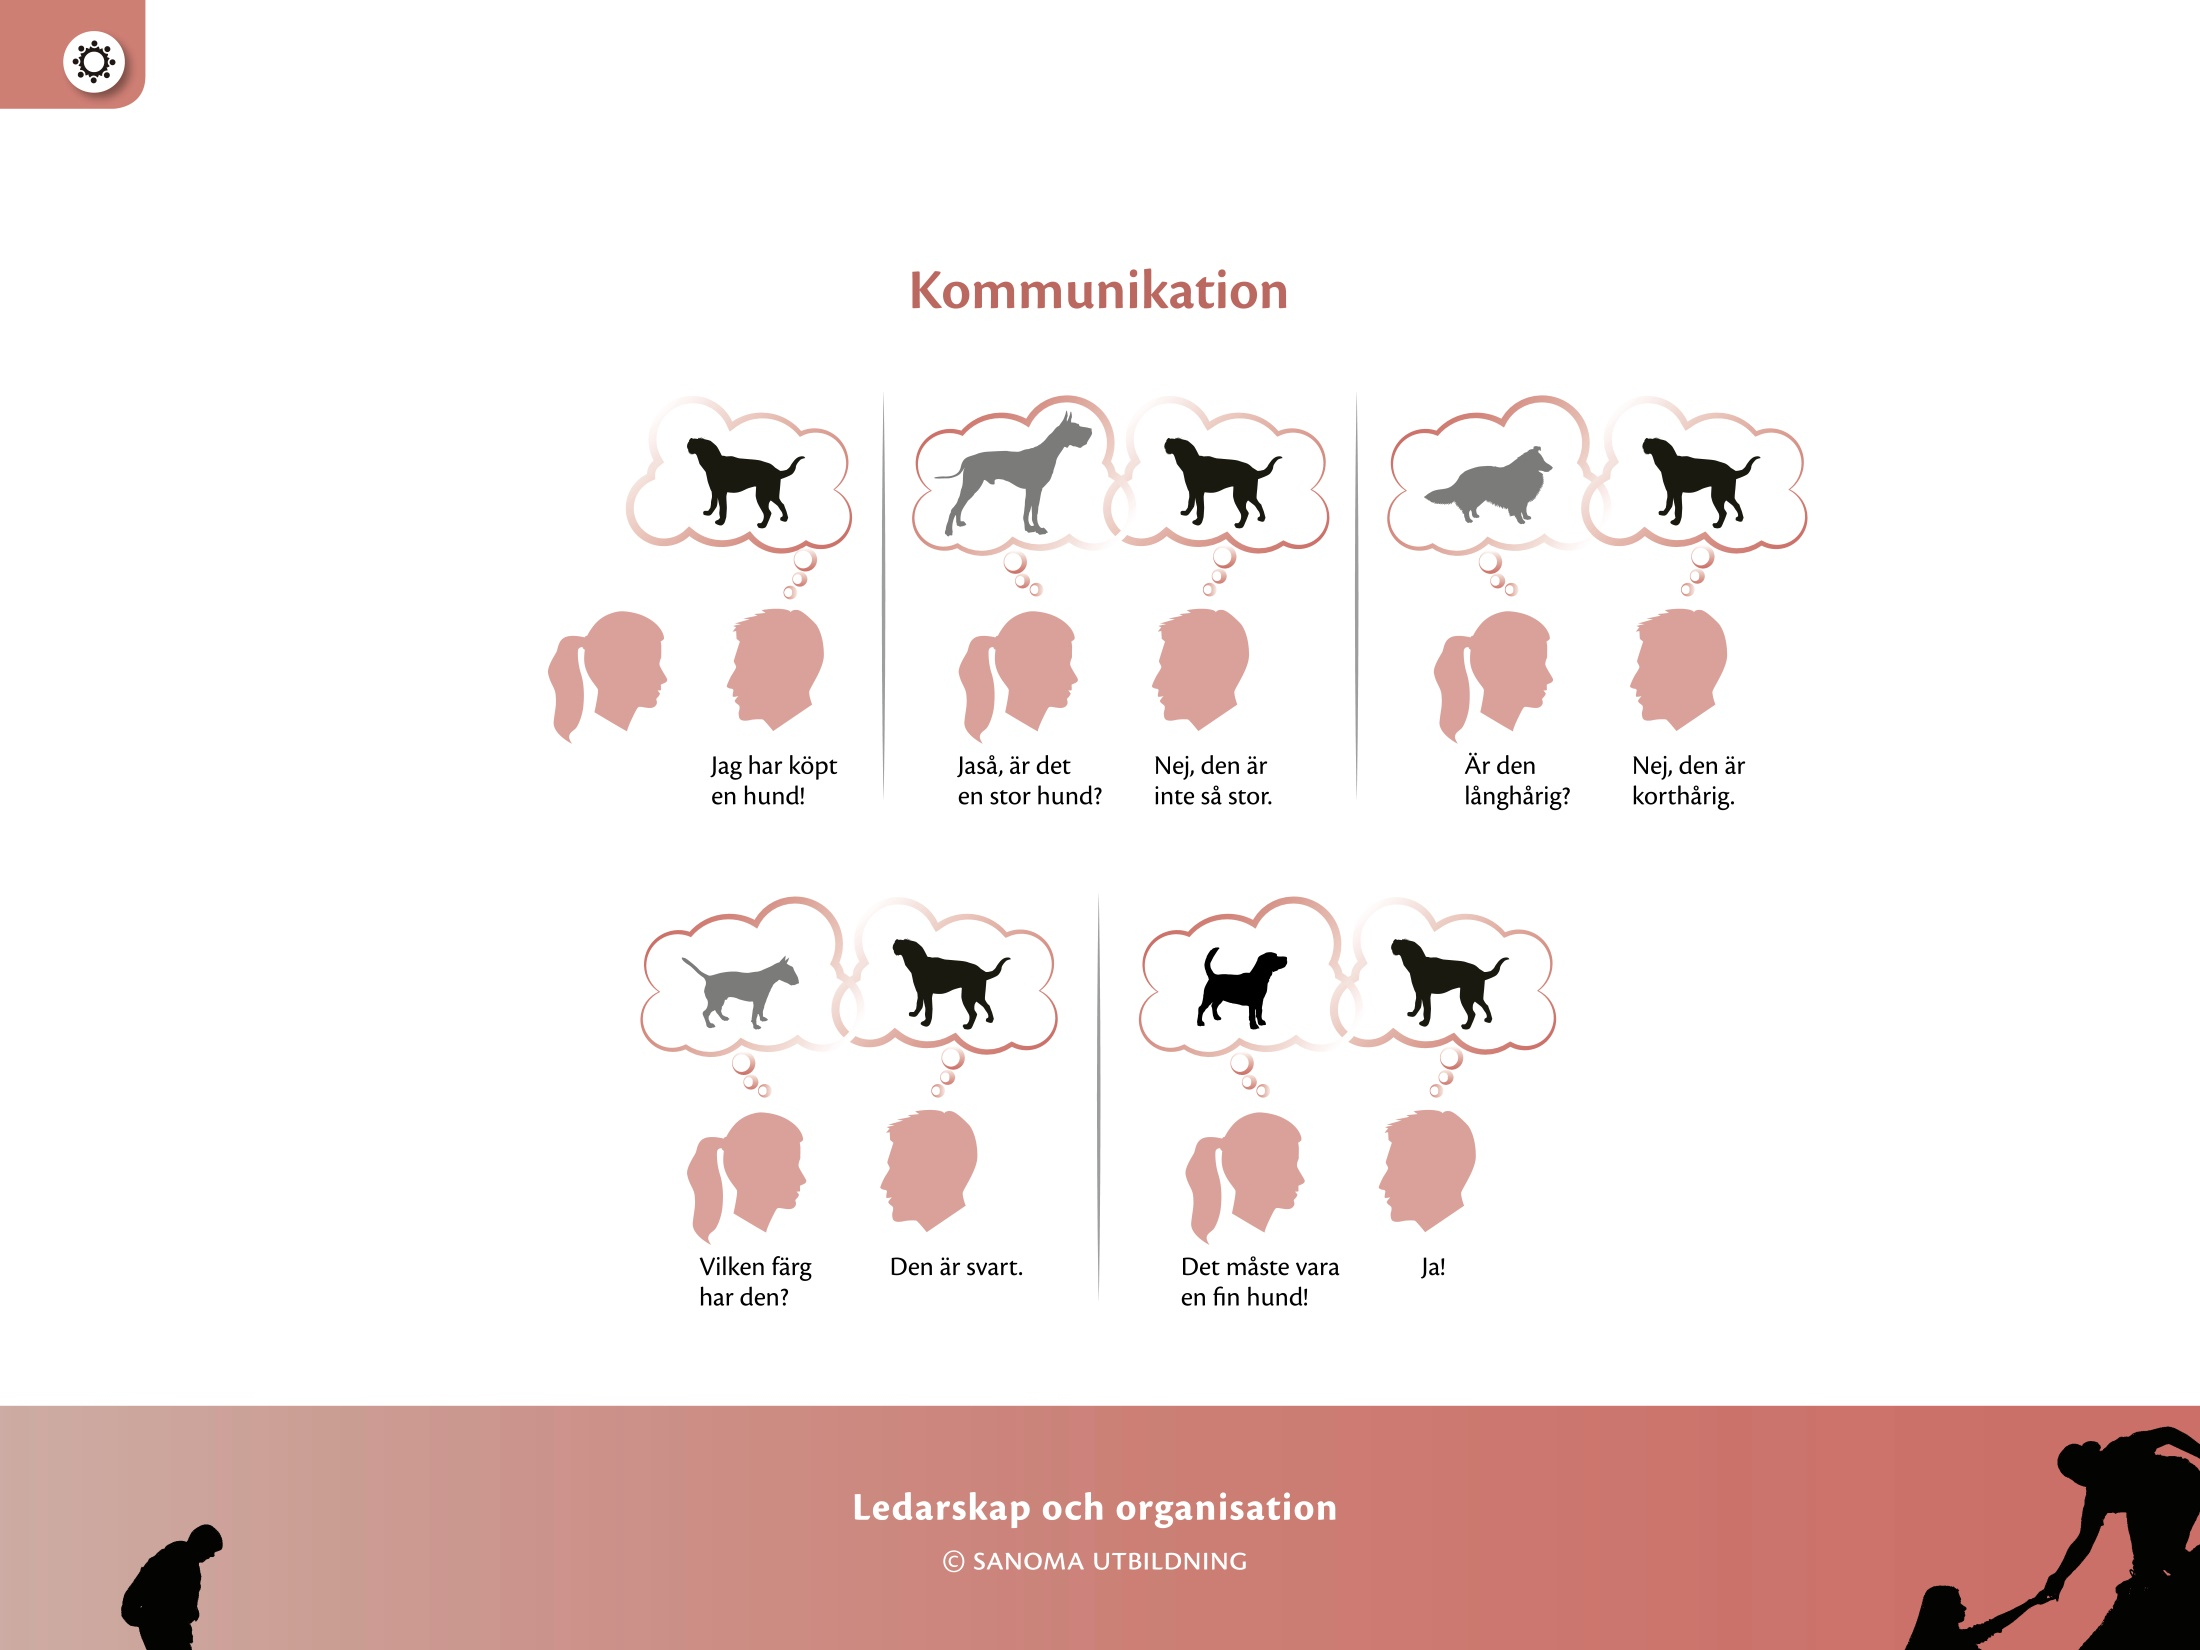 Kommunikation
Jag har köpt
en hund!
Jaså, är det
en stor hund?
Nej, den är
inte så stor.
Är den
långhårig?
Nej, den är
korthårig.
Vilken färg
har den?
Den är svart.
Det måste vara
en fin hund!
Ja!
Ledarskap och organisation
© SANOMA UTBILDNING